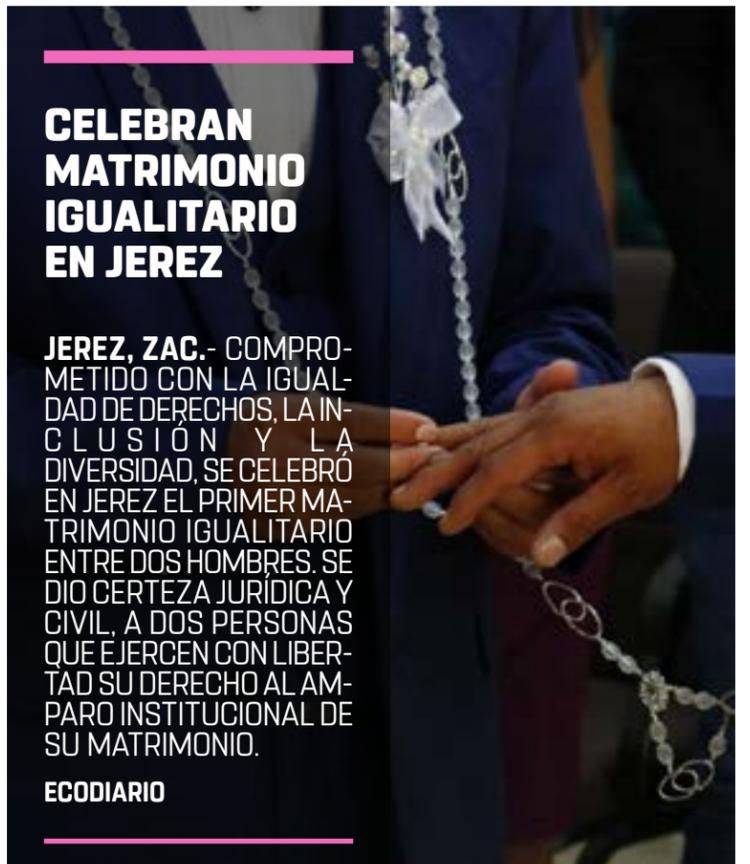 CELEBRAN
MATRIMONIO
IGUALITARIO
EN JEREZ
JEREZ, ZAC.- COMPRO-
METIDO CON LA IGUAL-
DAD DE DERECHOS, LA IN-
CLUSIÓN Y LA
DIVERSIDAD, SE CELEBRÓ
EN JEREZ EL PRIMER MA-
TRIMONIO IGUALITARIO
ENTRE DOS HOMBRES. SE
DIO CERTEZA JURÍDICA Y
CIVIL, A DOS PERSONAS
QUE EJERCEN CON LIBER-
TAD SU DERECHO AL AM-
PARO INSTITUCIONAL DE
SU MATRIMONIO.
ECODIARIO